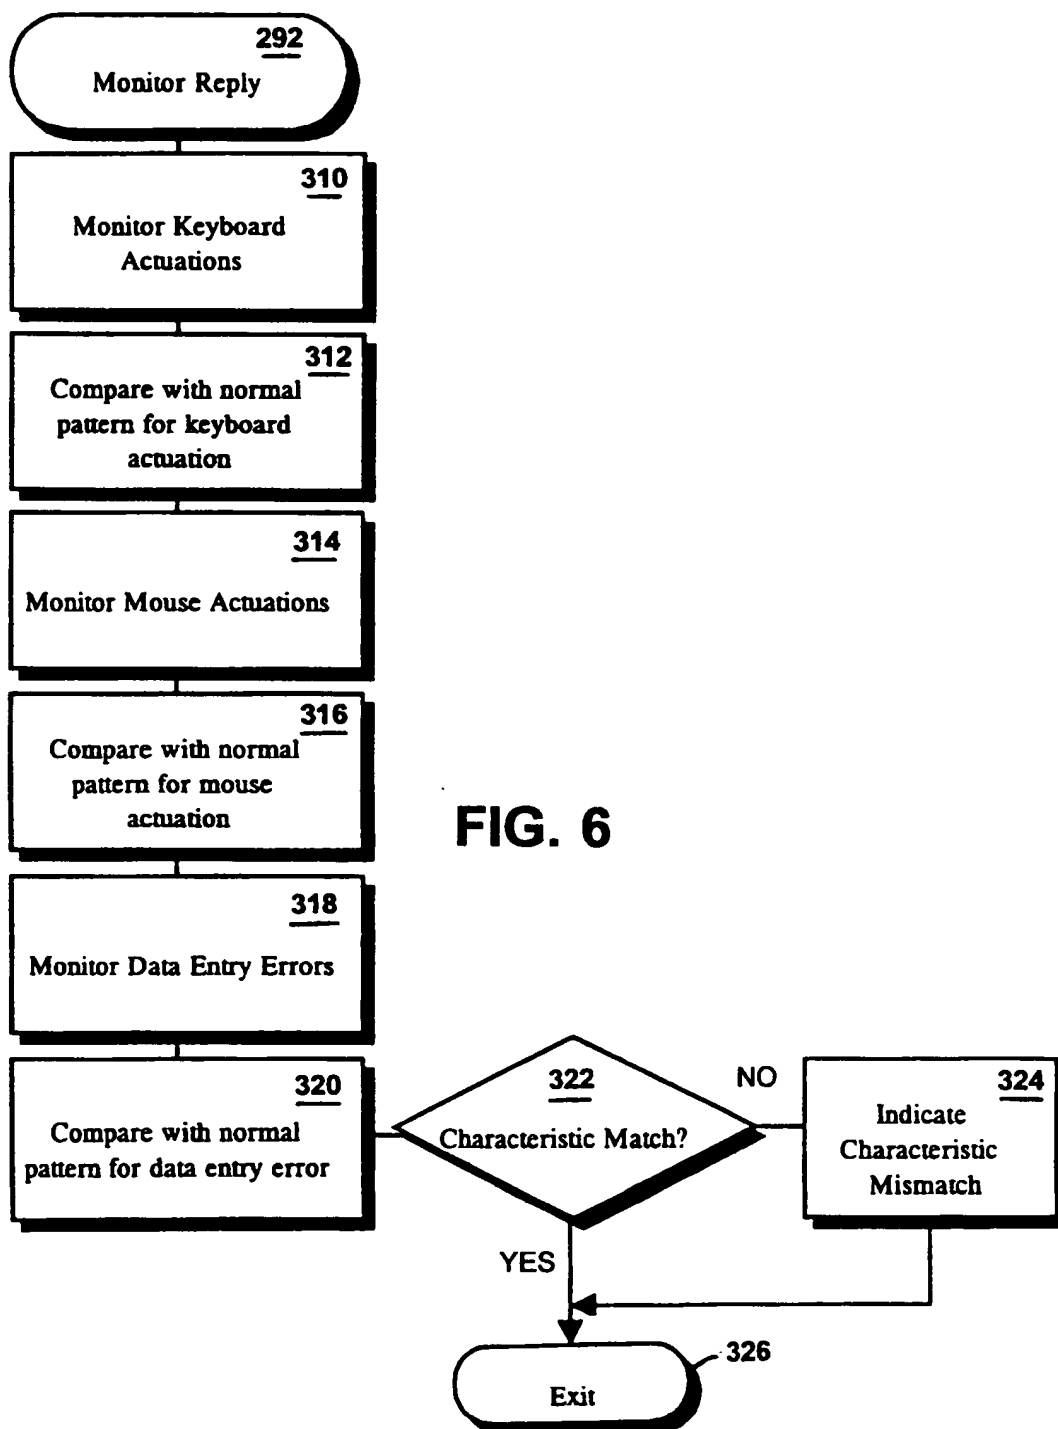 292
Monitor Reply
310
Monitor Keyboard
Actuations
312
Compare with normal
pattern for keyboard
actuation
314
Monitor Mouse Actuations
316
Compare with normal
pattern for mouse
actuation
FIG. 6
318
Monitor Data Entry Errors
320
Compare with normal
pattern for data entry error
322
Characteristic Match?
NO
324
Indicate
Characteristic
Mismatch
YES
326
Exit